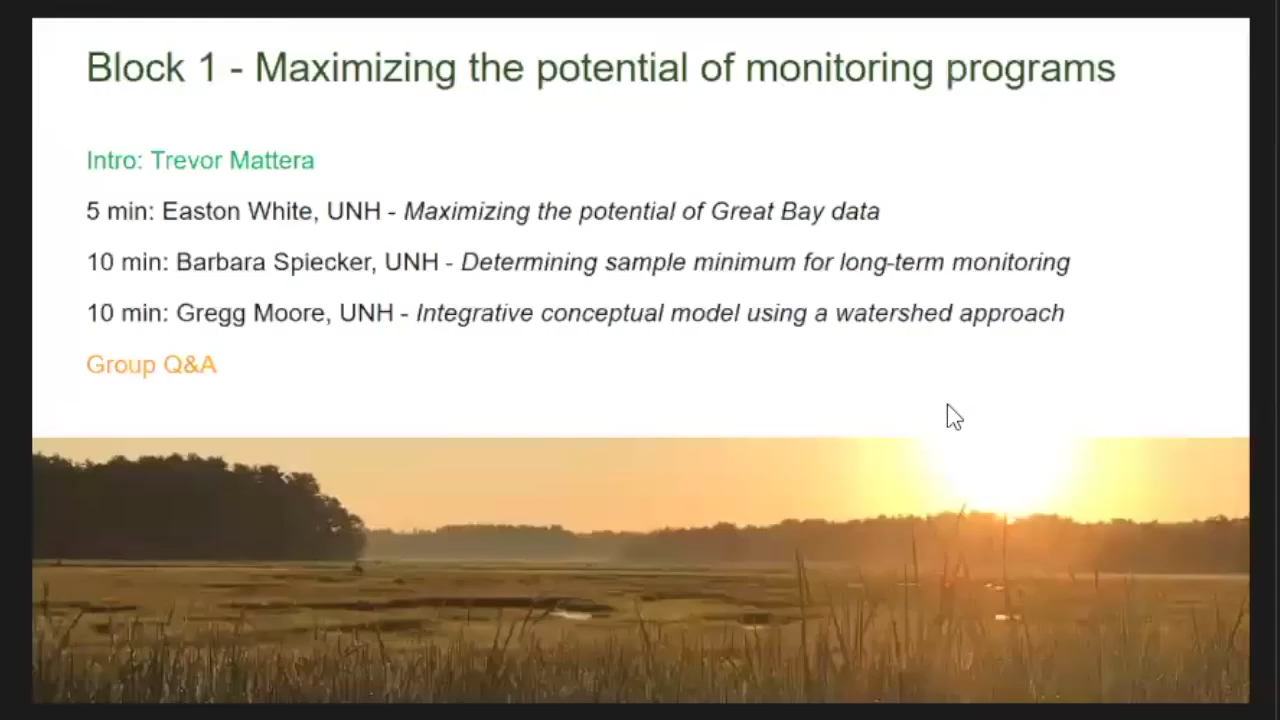 Block 1 - Maximizing the potential of monitoring programs
Intro: Trevor Mattera
5 min: Easton White, UNH - Maximizing the potential of Great Bay data
10 min: Barbara Spiecker, UNH - Determining sample minimum for long-term monitoring
10 min: Gregg Moore, UNH - Integrative conceptual model using a watershed approach
Group Q&A